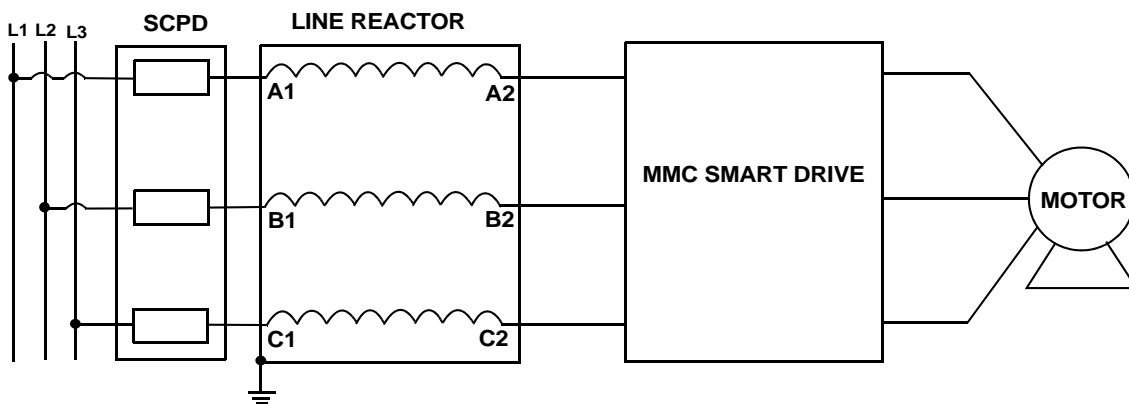 SCPD
LINE REACTOR
L1 L2 L3
A1 A2
MMC SMART DRIVE
MOTOR
B1 B2
C1 C2